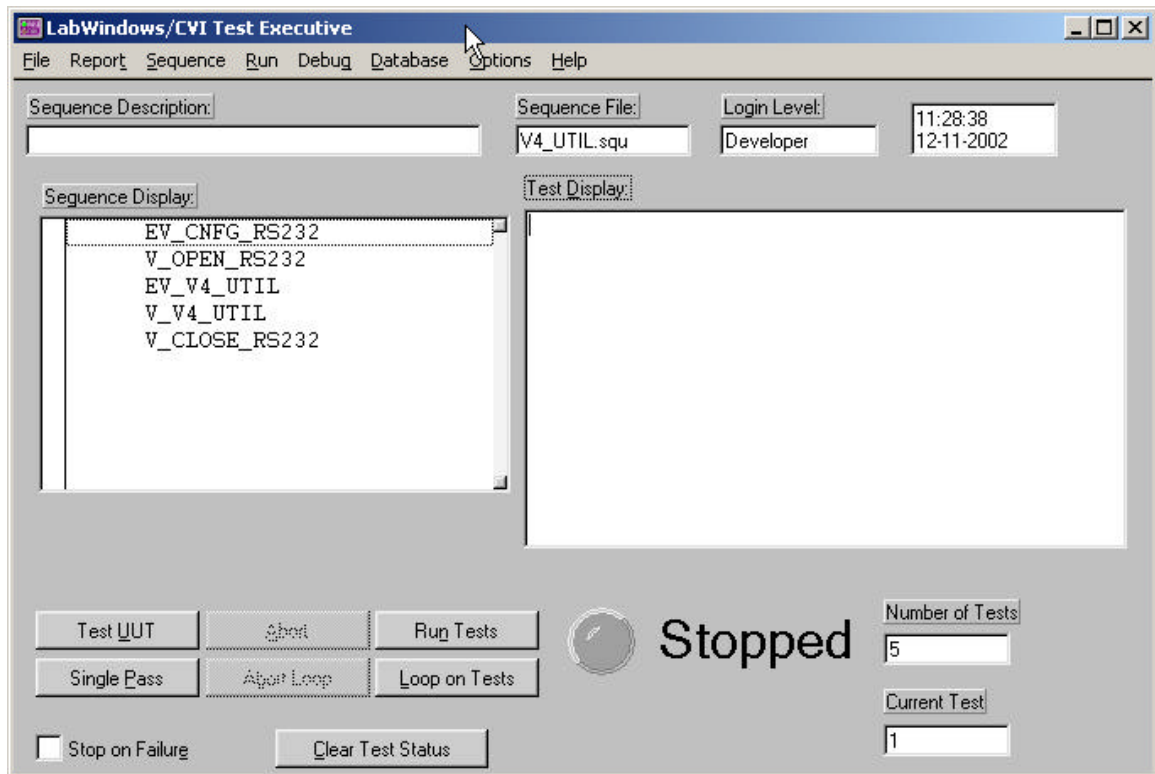 LabWindows/CVI Test Executive
File Report Sequence Run Debug Database Options Help
Sequence Description:
Sequence File:
V4_UTIL.squ
Login Level:
Developer
11:28:38
12-11-2002
Sequence Display:
EV_CNFG_RS232
V_OPEN_RS232
EV_V4_UTIL
V_V4_UTIL
V_CLOSE_RS232
Test Display:
Test UUT
Abort
Run Tests
Single Pass
Abort Loop
Loop on Tests
Stop on Failure
Clear Test Status
Stopped
Number of Tests
5
Current Test
1